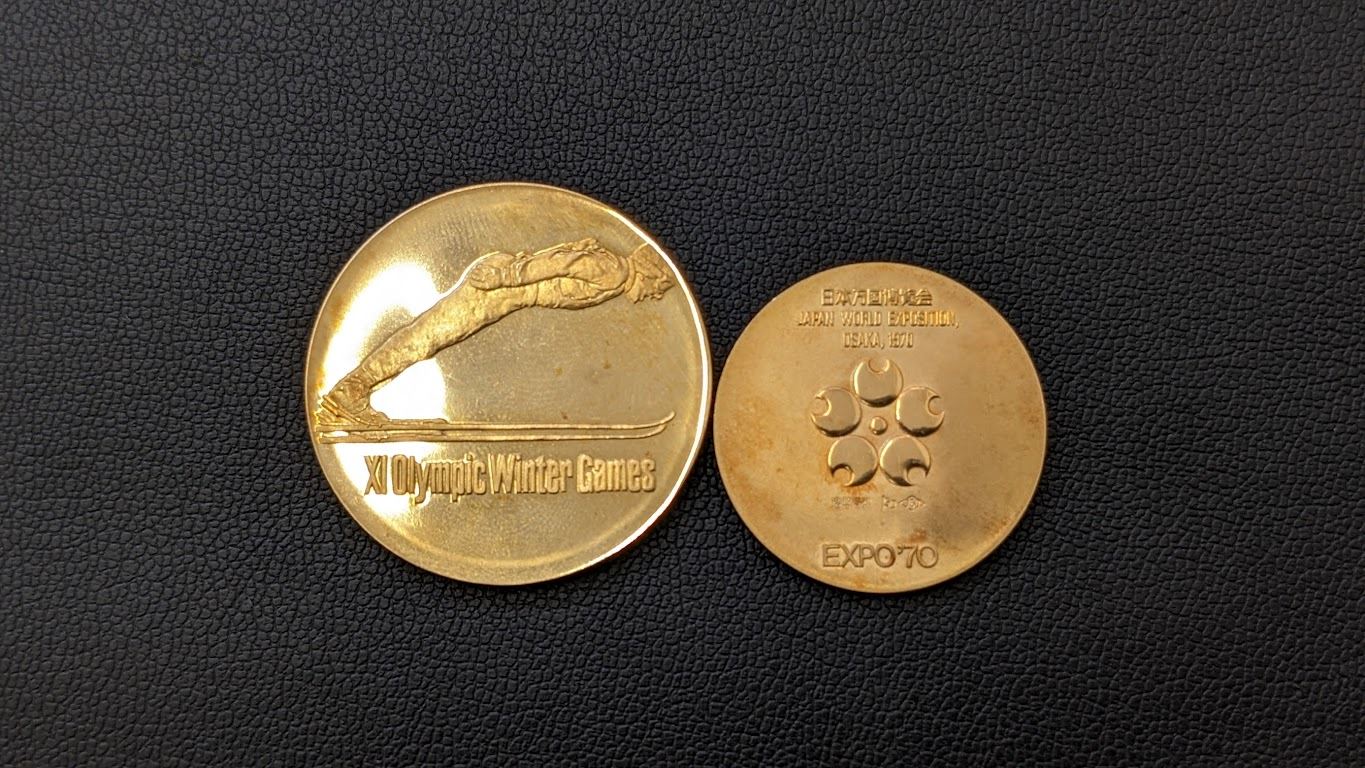 XI Olympic Winter Games
日本万国博覧会
JAPAN WORLD EXPOSITION,
OSAKA, 1970
EXPO'70